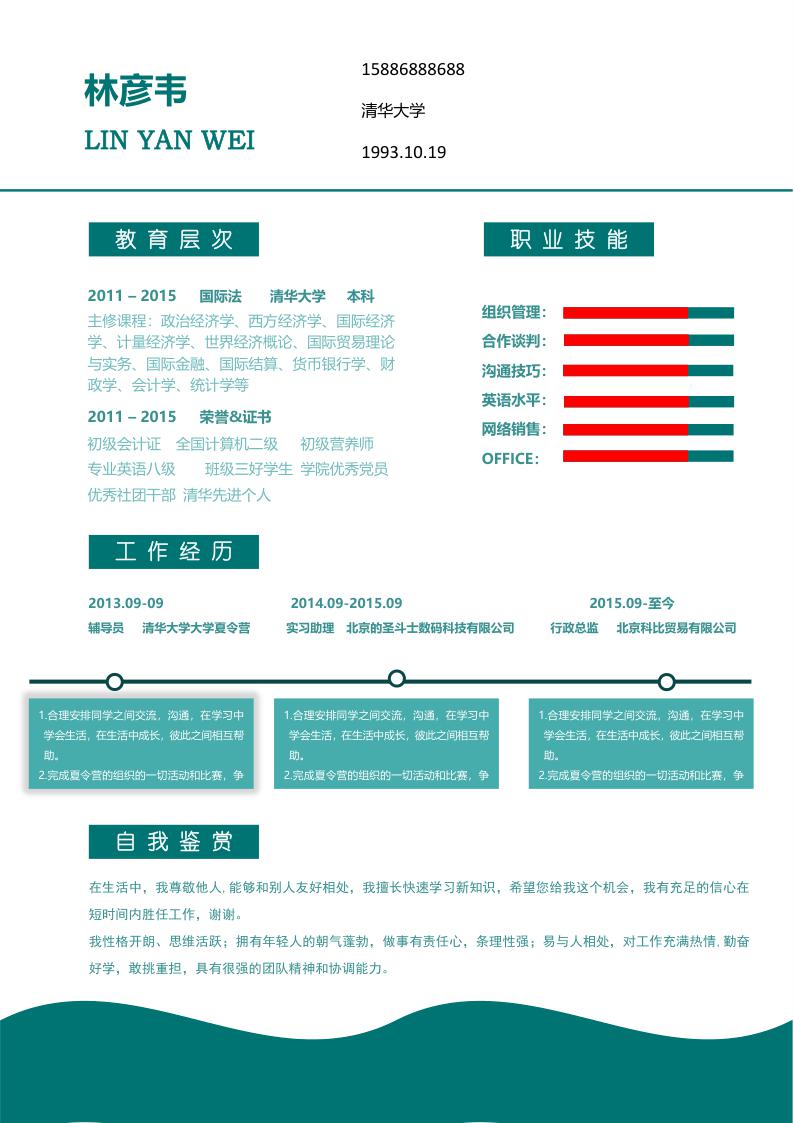 林彦韦
LIN YAN WEI
15886888688
清华大学
1993.10.19
教育层次
2011 – 2015 国际法 清华大学 本科
主修课程：政治经济学、西方经济学、国际经济
学、计量经济学、世界经济概论、国际贸易理论
与实务、国际金融、国际结算、货币银行学、财
政学、会计学、统计学等
2011 – 2015 荣誉&证书
初级会计证 全国计算机二级 初级营养师
专业英语八级 班级三好学生 学院优秀党员
优秀社团干部 清华先进个人
职业技能
组织管理：
合作谈判：
沟通技巧：
英语水平：
网络销售：
OFFICE：
工作经历
2013.09-09 2014.09-2015.09 2015.09-至今
辅导员 清华大学大学夏令营 实习助理 北京的圣斗士数码科技有限公司 行政总监 北京科比贸易有限公司
1.合理安排同学之间交流，沟通，在学习中
学会生活，在生活中成长，彼此之间相互帮
助。
2.完成夏令营的组织的一切活动和比赛，争
1.合理安排同学之间交流，沟通，在学习中
学会生活，在生活中成长，彼此之间相互帮
助。
2.完成夏令营的组织的一切活动和比赛，争
1.合理安排同学之间交流，沟通，在学习中
学会生活，在生活中成长，彼此之间相互帮
助。
2.完成夏令营的组织的一切活动和比赛，争
自我鉴赏
在生活中，我尊敬他人,能够和别人友好相处，我擅长快速学习新知识，希望您给我这个机会，我有充足的信心在
短时间内胜任工作，谢谢。
我性格开朗、思维活跃；拥有年轻人的朝气蓬勃，做事有责任心，条理性强；易与人相处，对工作充满热情,勤奋
好学，敢挑重担，具有很强的团队精神和协调能力。